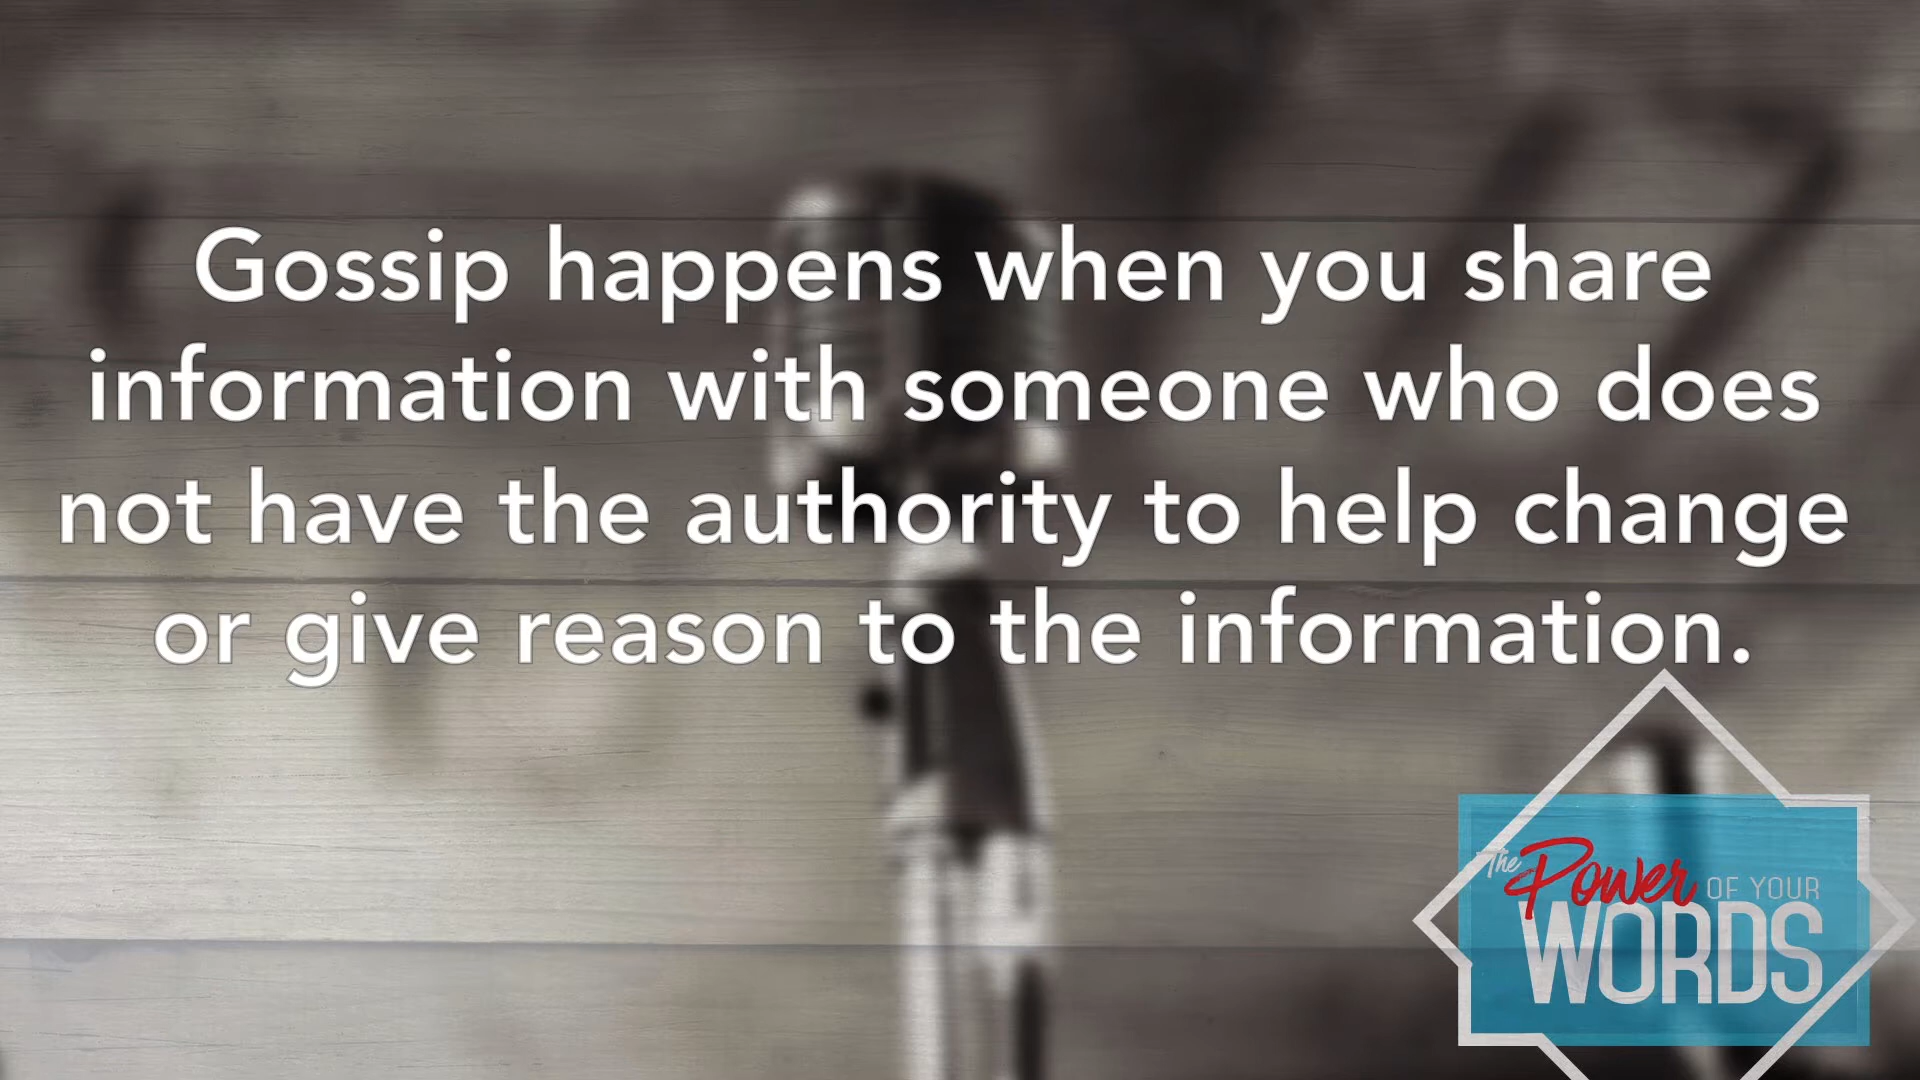 Gossip happens when you share
information with someone who does
not have the authority to help change
or give reason to the information.
The Power OF YOUR
WORDS